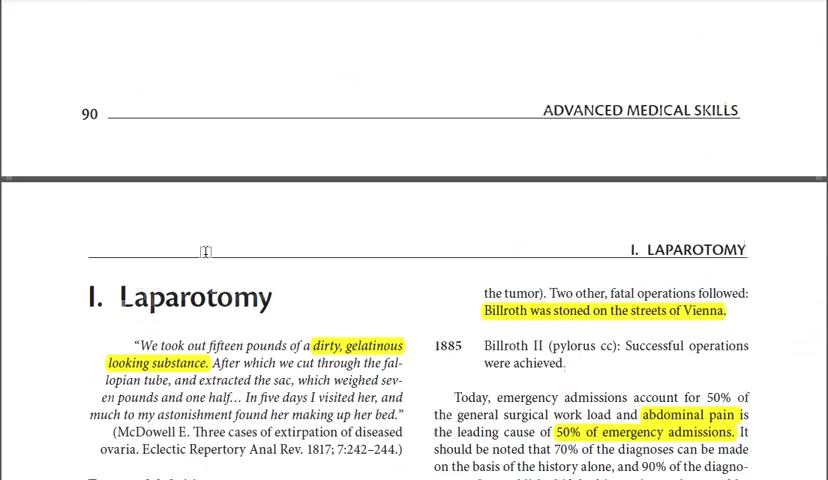 90
ADVANCED MEDICAL SKILLS
I. LAPAROTOMY
I. Laparotomy
“We took out fifteen pounds of a dirty, gelatinous
looking substance. After which we cut through the fal-
lopian tube, and extracted the sac, which weighed sev-
en pounds and one half… In five days I visited her, and
much to my astonishment found her making up her bed.”
(McDowell E. Three cases of extirpation of diseased
ovaria. Eclectic Repertory Anal Rev. 1817; 7:242–244.)
the tumor). Two other, fatal operations followed:
Billroth was stoned on the streets of Vienna.
1885 Billroth II (pylorus cc): Successful operations
were achieved.
Today, emergency admissions account for 50% of
the general surgical work load and abdominal pain is
the leading cause of 50% of emergency admissions. It
should be noted that 70% of the diagnoses can be made
on the basis of the history alone, and 90% of the diagno-